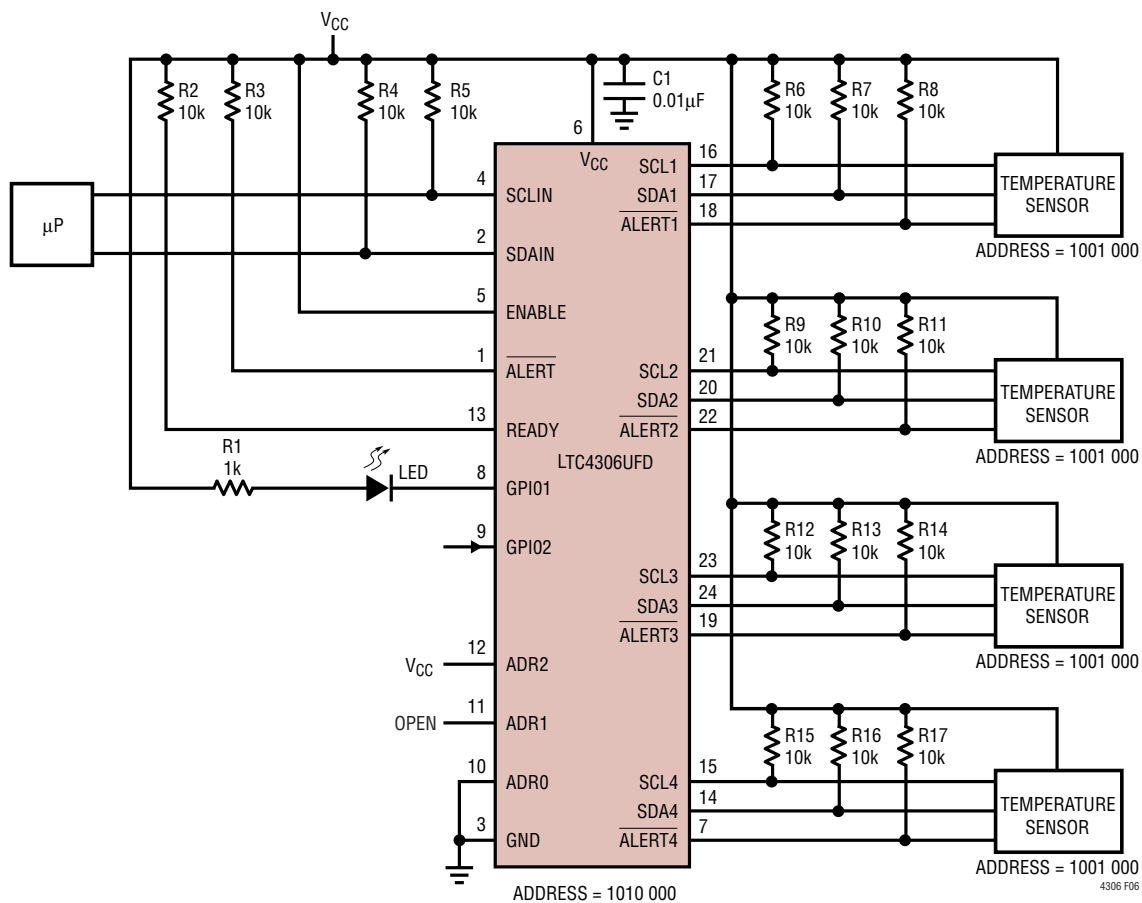 VCC
R2
10k
R3
10k
R4
10k
R5
10k
C1
0.01μF
R6
10k
R7
10k
R8
10k
μP
6
VCC
4
SCLIN
2
SDAIN
5
ENABLE
1
ALERT
13
READY
R1
1k
LED
8
GPIO1
9
GPIO2
VCC
12
ADR2
OPEN
11
ADR1
10
ADR0
3
GND
LTC4306UFD
ADDRESS = 1010 000
SCL1
16
SDA1
17
ALERT1
18
TEMPERATURE
SENSOR
ADDRESS = 1001 000
R9
10k
R10
10k
R11
10k
SCL2
21
SDA2
20
ALERT2
22
TEMPERATURE
SENSOR
ADDRESS = 1001 000
R12
10k
R13
10k
R14
10k
SCL3
23
SDA3
24
ALERT3
19
TEMPERATURE
SENSOR
ADDRESS = 1001 000
R15
10k
R16
10k
R17
10k
SCL4
15
SDA4
14
ALERT4
7
TEMPERATURE
SENSOR
ADDRESS = 1001 000
4306 F06